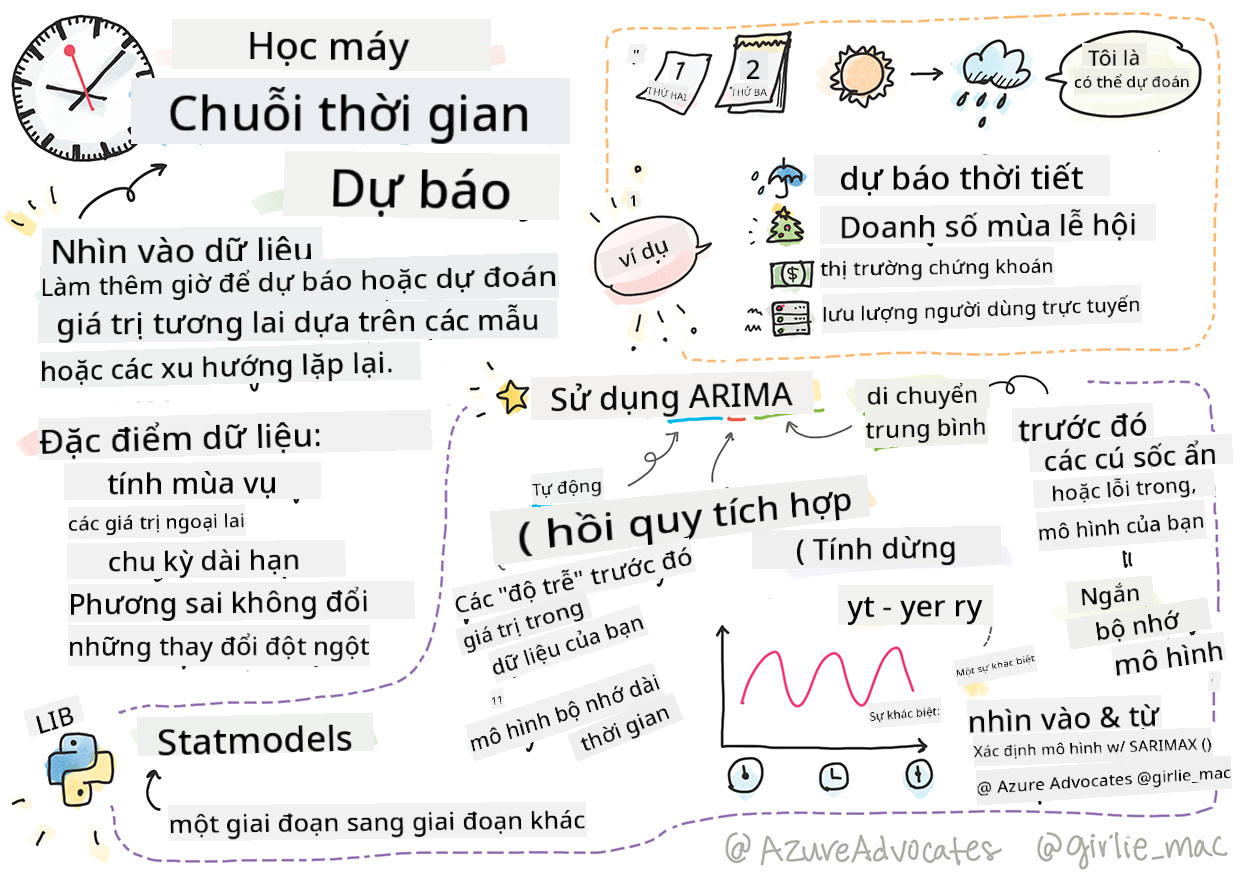 Học máy
Chuỗi thời gian
Dự báo
Nhìn vào dữ liệu
Làm thêm giờ để dự báo hoặc dự đoán
giá trị tương lai dựa trên các mẫu
hoặc các xu hướng lặp lại.
Đặc điểm dữ liệu:
tính mùa vụ
các giá trị ngoại lai
chu kỳ dài hạn
Phương sai không đổi
những thay đổi đột ngột
"
1
THỨ HAI
2
THỨ BA
Tôi là
có thể dự đoán
1
ví dụ
dự báo thời tiết
Doanh số mùa lễ hội
$
thị trường chứng khoán
lưu lượng người dùng trực tuyến
Sử dụng ARIMA
di chuyển
trung bình
trước đó
các cú sốc ẩn
hoặc lỗi trong,
mô hình của bạn
Ngắn
bộ nhớ
mô hình
Tự động
( hồi quy tích hợp
Các "độ trễ" trước đó
giá trị trong
dữ liệu của bạn
11
mô hình bộ nhớ dài
thời gian
( Tính dừng
yt - yer ry
Một sự khác biệt
Sự khác biệt:
nhìn vào & từ
Xác định mô hình w/ SARIMAX ()
@ Azure Advocates @girlie_mac
LIB
Statmodels
một giai đoạn sang giai đoạn khác
@AzureAdvocates @girlie_mac